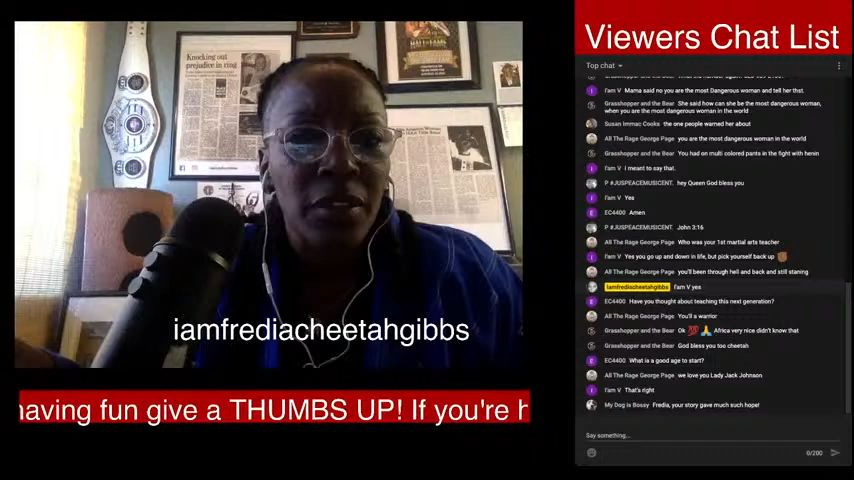 Knocking out
prejudice in ring
HALL OF FAME
iamfrediacheetahgibbs
having fun give a THUMBS UP! If you're h
Viewers Chat List
Top chat
I'am V Mama said no you are the most Dangerous woman and tell her thst.
Grasshopper and the Bear She said how can she be the most dangerous woman,
when you are the most dangerous woman in the world
Susan Immac Cooks the one people warned her about
All The Rage George Page you are the most dangerous woman in the world
Grasshopper and the Bear You had on multi colored pants in the fight with henin
I'am V I meant to say that.
P #JUSPEACEMUSICENT. hey Queen God bless you
I'am V Yes
EC4400 Amen
P #JUSPEACEMUSICENT. John 3:16
All The Rage George Page Who was your 1st martial arts teacher
I'am V Yes you go up and down in life, but pick yourself back up
All The Rage George Page you'll been through hell and back and still staning
Iamfrediacheetahgibbs I'am V yes
EC4400 Have you thought about teaching this next generation?
All The Rage George Page You'll a warrior
Grasshopper and the Bear Ok 💯 🙏 Africa very nice didn't know that
Grasshopper and the Bear God bless you too cheetah
EC4400 What is a good age to start?
All The Rage George Page we love you Lady Jack Johnson
I'am V That's right
My Dog is Bossy Fredia, your story gave much such hope!
Say something...
0/200